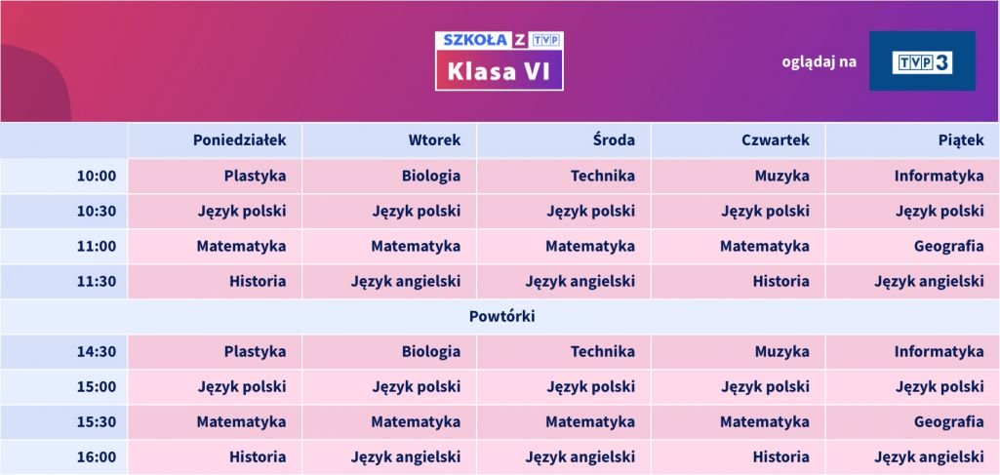 SZKOŁA Z TVP
Klasa VI
oglądaj na TVP3
Poniedziałek Wtorek Środa Czwartek Piątek
10:00 Plastyka Biologia Technika Muzyka Informatyka
10:30 Język polski Język polski Język polski Język polski Język polski
11:00 Matematyka Matematyka Matematyka Matematyka Geografia
11:30 Historia Język angielski Język angielski Historia Język angielski
Powtórki
14:30 Plastyka Biologia Technika Muzyka Informatyka
15:00 Język polski Język polski Język polski Język polski Język polski
15:30 Matematyka Matematyka Matematyka Matematyka Geografia
16:00 Historia Język angielski Język angielski Historia Język angielski